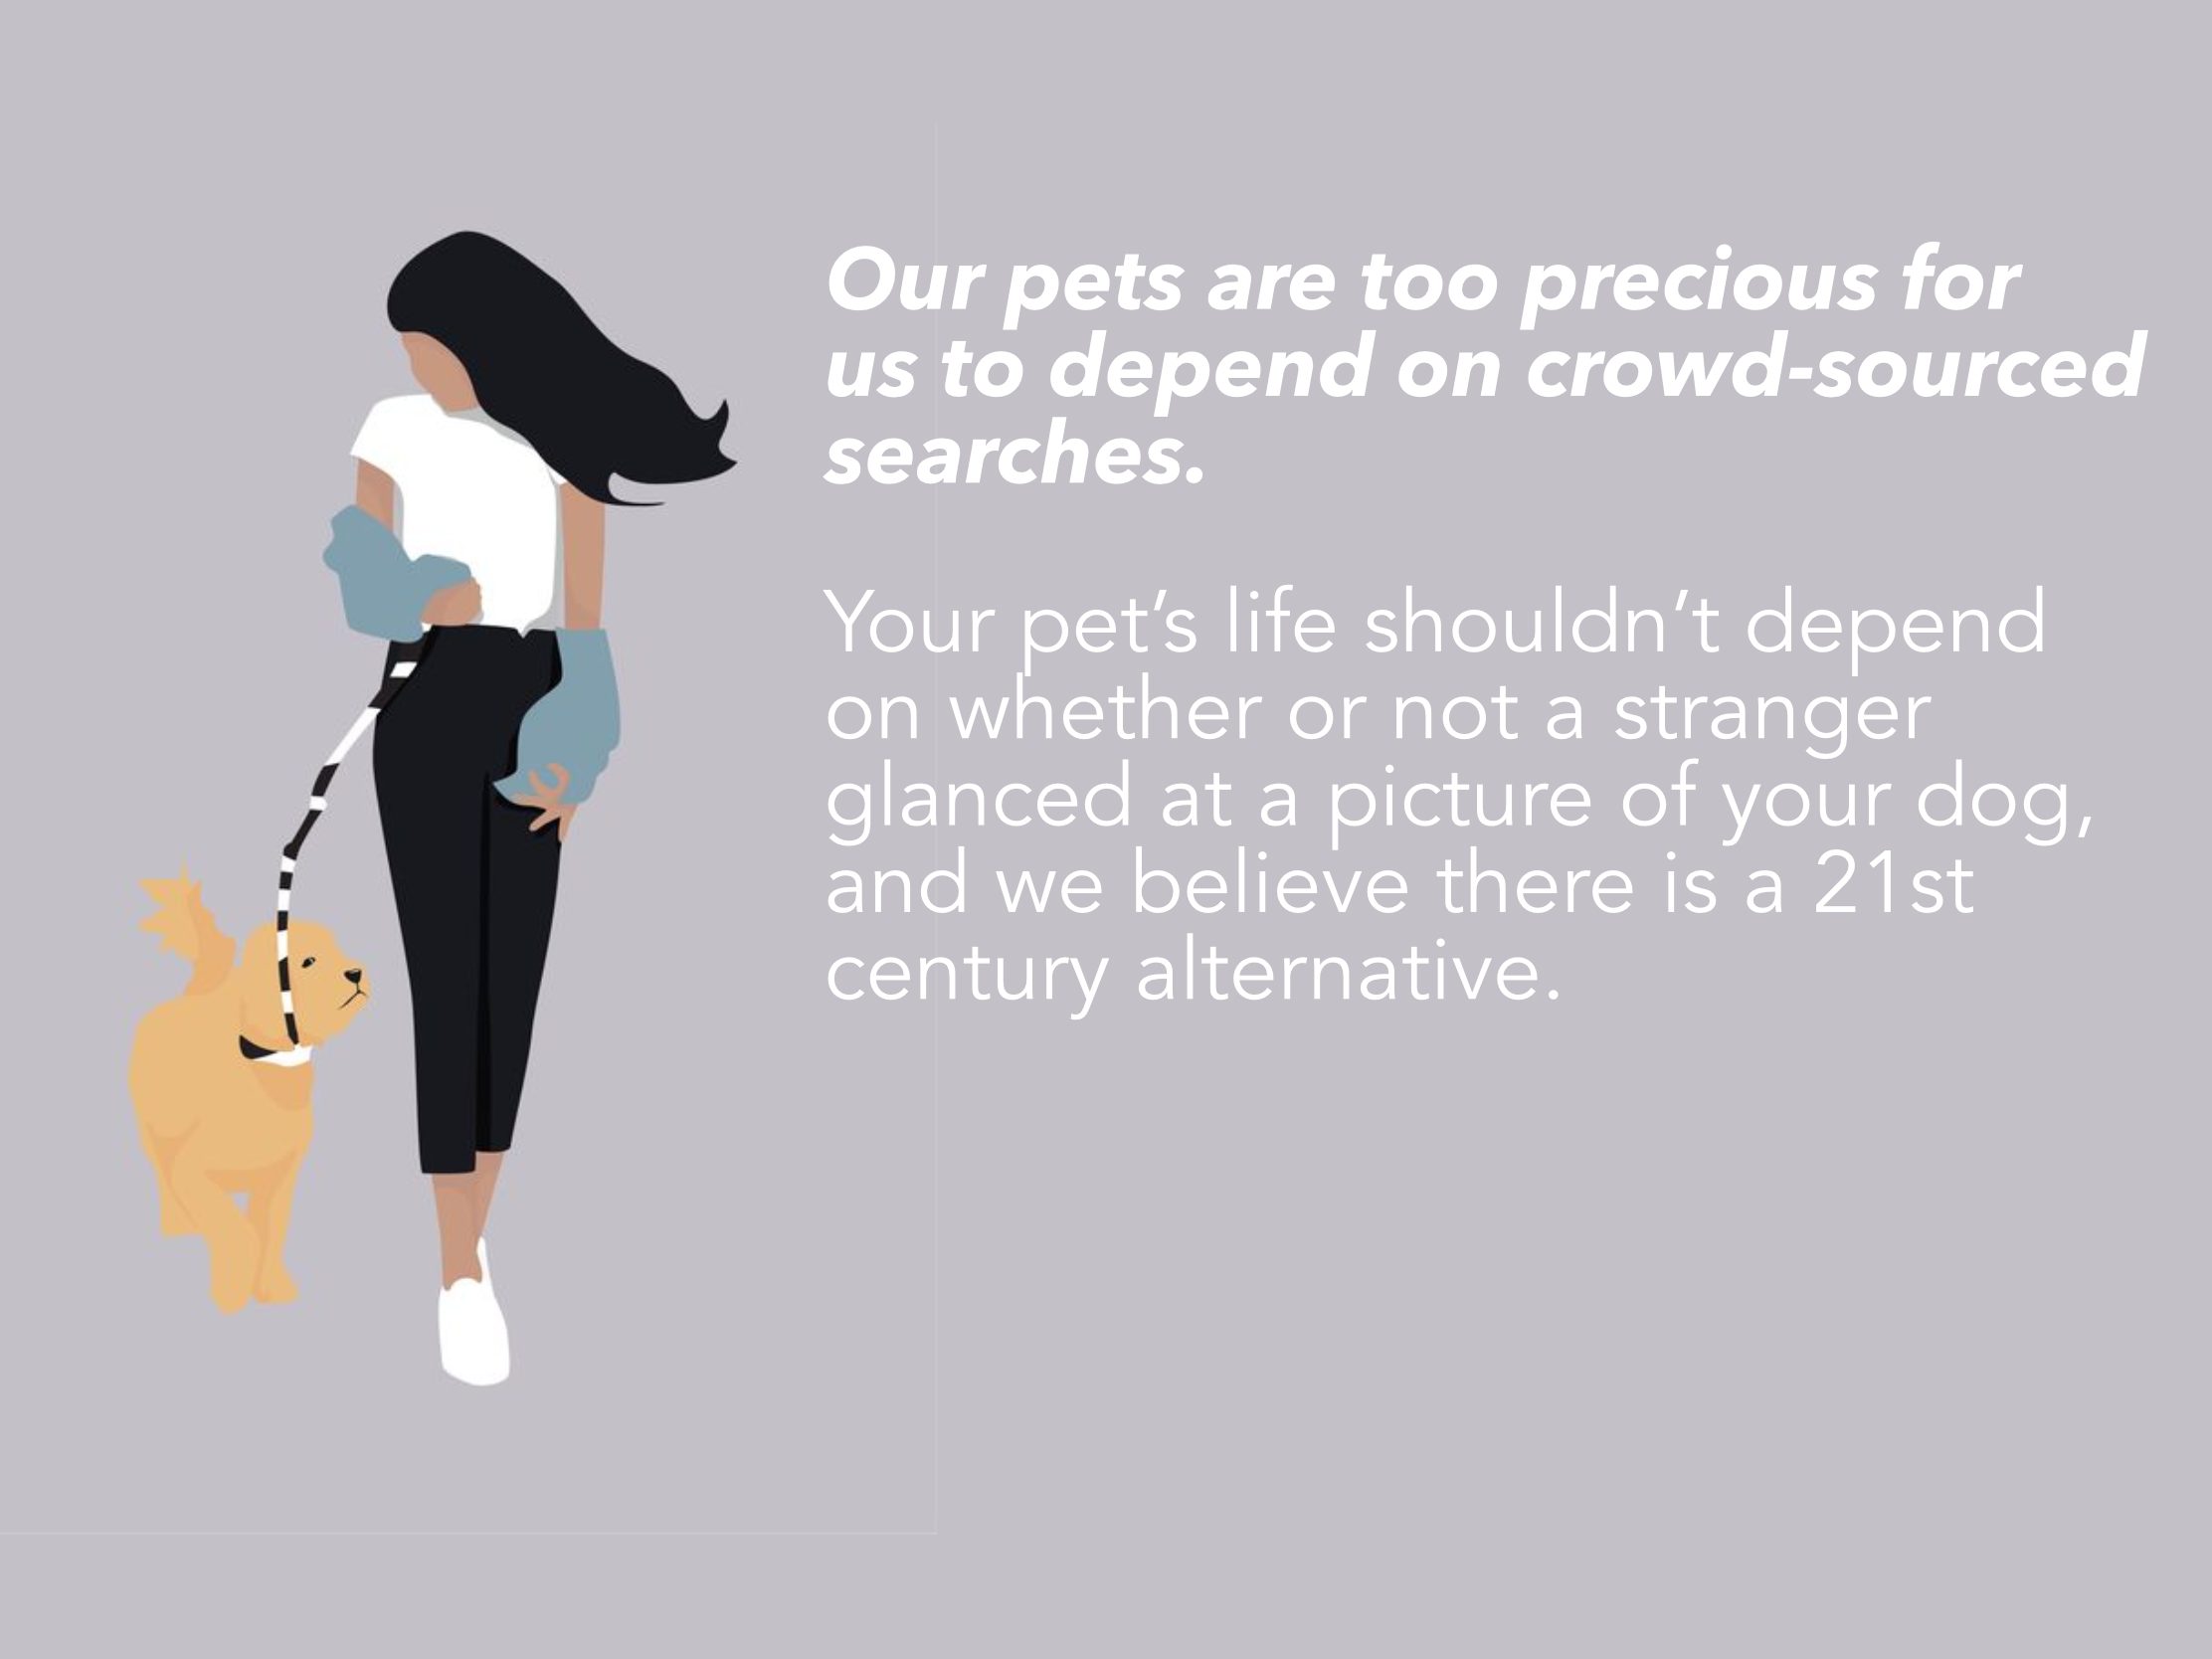 Our pets are too precious for
us to depend on crowd-sourced
searches.
Your pet’s life shouldn’t depend
on whether or not a stranger
glanced at a picture of your dog,
and we believe there is a 21st
century alternative.